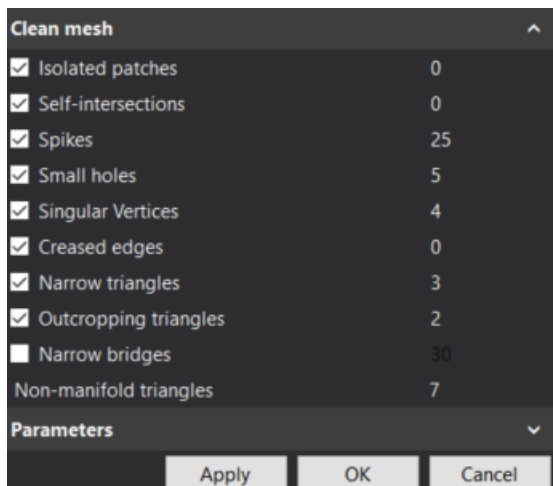 Clean mesh
Isolated patches 0
Self-intersections 0
Spikes 25
Small holes 5
Singular Vertices 4
Creased edges 0
Narrow triangles 3
Outcropping triangles 2
Narrow bridges 30
Non-manifold triangles 7
Parameters
Apply OK Cancel